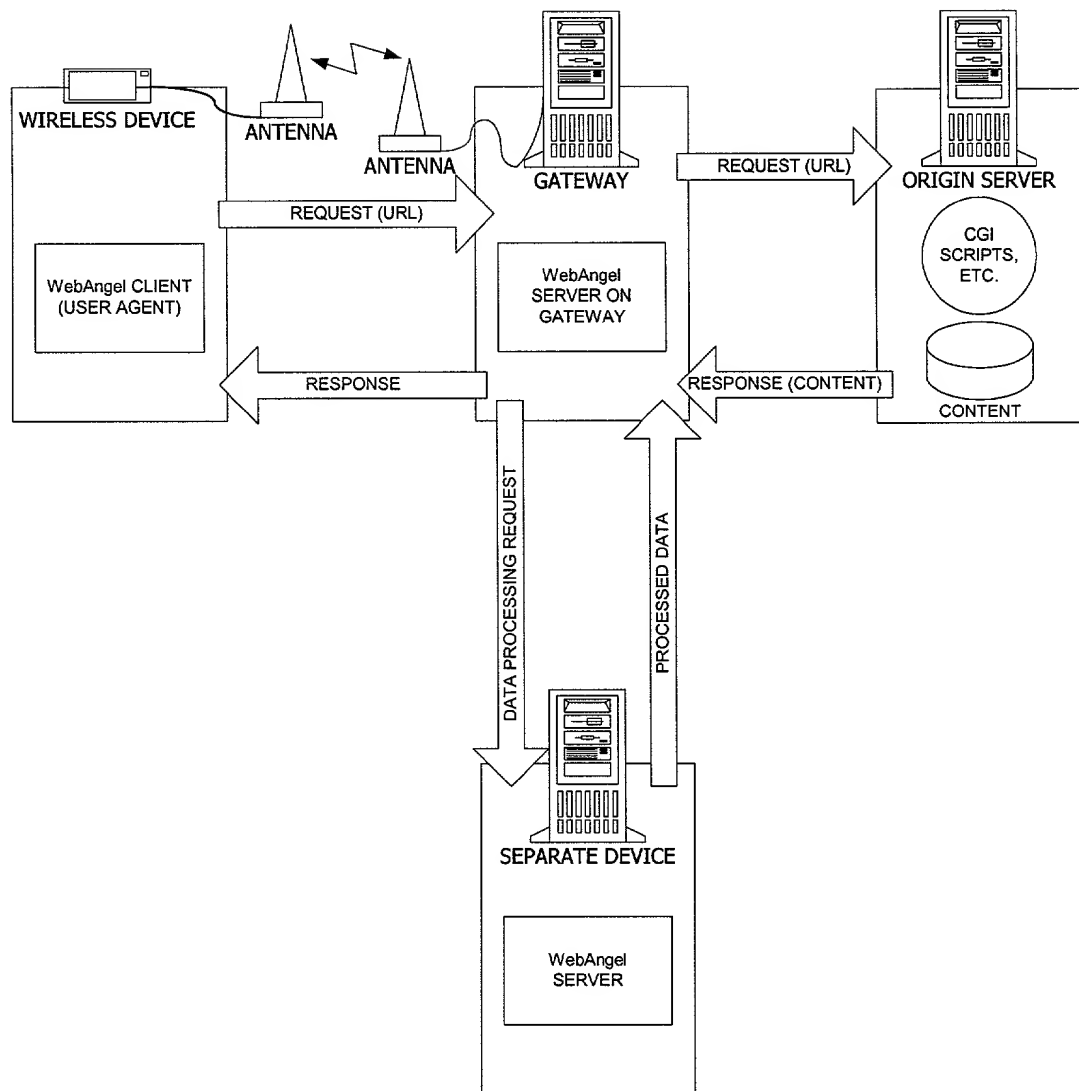 WIRELESS DEVICE
ANTENNA
ANTENNA
GATEWAY
ORIGIN SERVER
REQUEST (URL)
REQUEST (URL)
WebAngel CLIENT
(USER AGENT)
WebAngel
SERVER ON
GATEWAY
CGI
SCRIPTS,
ETC.
RESPONSE
RESPONSE (CONTENT)
CONTENT
DATA PROCESSING REQUEST
PROCESSED DATA
SEPARATE DEVICE
WebAngel
SERVER